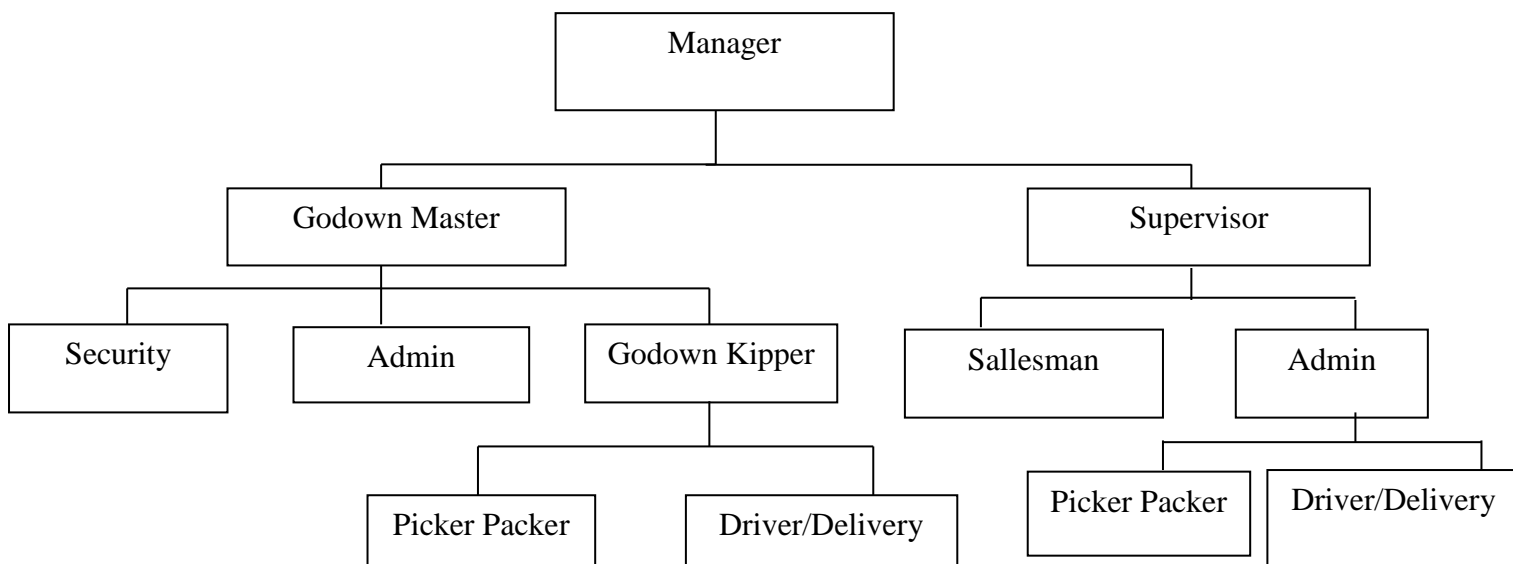 Manager
Godown Master
Supervisor
Security
Admin
Godown Kipper
Sallesman
Admin
Picker Packer
Driver/Delivery
Picker Packer
Driver/Delivery